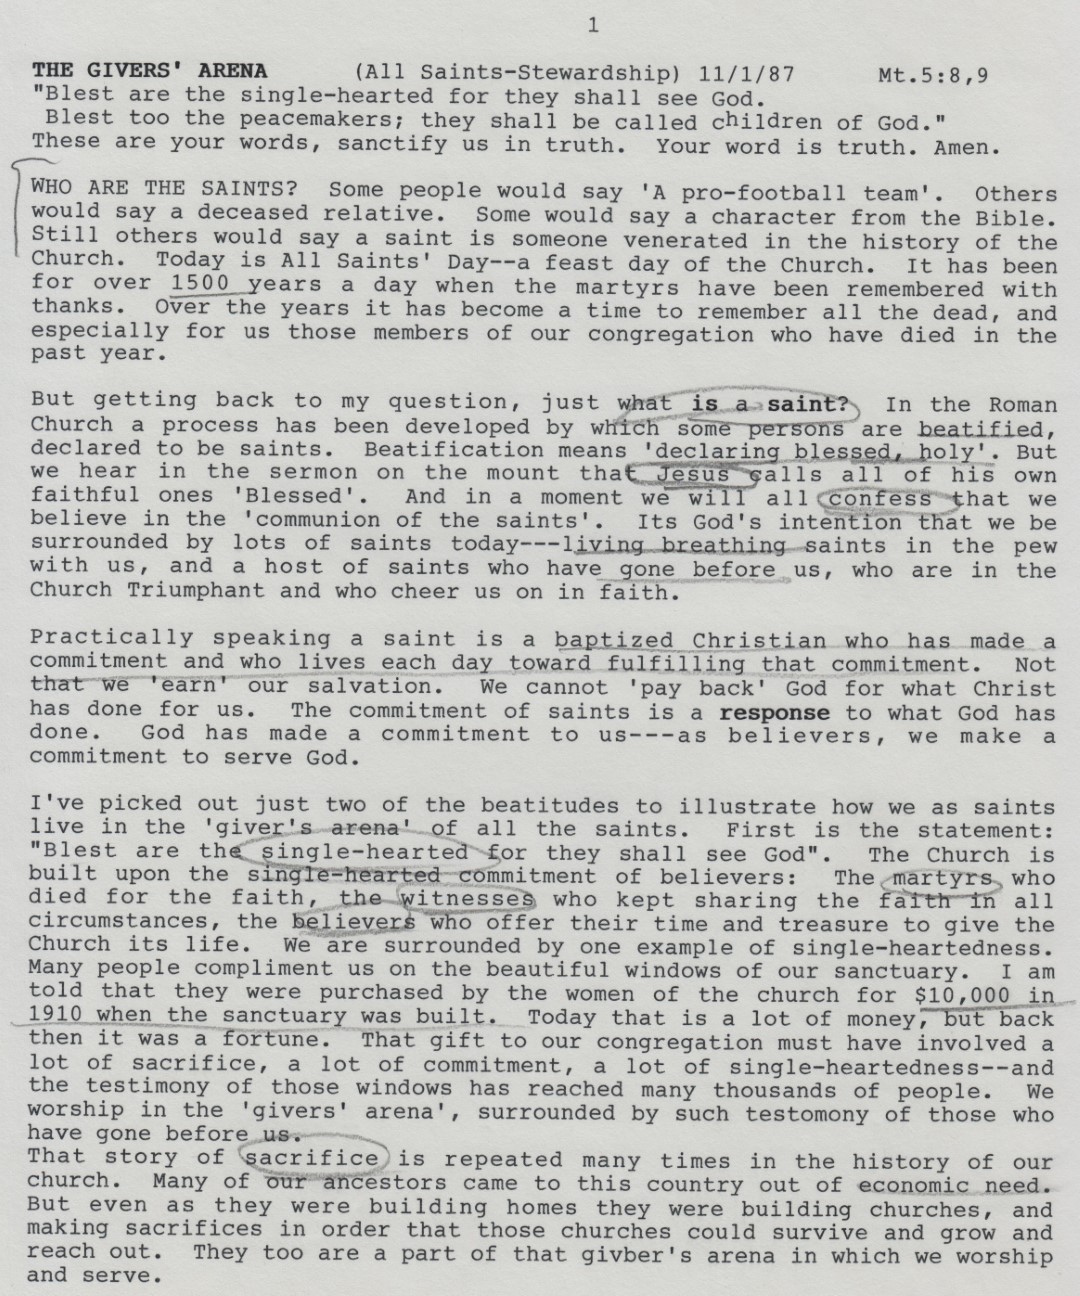 1
THE GIVERS' ARENA (All Saints-Stewardship) 11/1/87 Mt.5:8,9
"Blest are the single-hearted for they shall see God.
Blest too the peacemakers; they shall be called children of God."
These are your words, sanctify us in truth. Your word is truth. Amen.
WHO ARE THE SAINTS? Some people would say 'A pro-football team'. Others
would say a deceased relative. Some would say a character from the Bible.
Still others would say a saint is someone venerated in the history of the
Church. Today is All Saints' Day--a feast day of the Church. It has been
for over 1500 years a day when the martyrs have been remembered with
thanks. Over the years it has become a time to remember all the dead, and
especially for us those members of our congregation who have died in the
past year.
But getting back to my question, just what is a saint? In the Roman
Church a process has been developed by which some persons are beatified,
declared to be saints. Beatification means 'declaring blessed, holy'. But
we hear in the sermon on the mount that Jesus calls all of his own
faithful ones 'Blessed'. And in a moment we will all confess that we
believe in the 'communion of the saints'. Its God's intention that we be
surrounded by lots of saints today---living breathing saints in the pew
with us, and a host of saints who have gone before us, who are in the
Church Triumphant and who cheer us on in faith.
Practically speaking a saint is a baptized Christian who has made a
commitment and who lives each day toward fulfilling that commitment. Not
that we 'earn' our salvation. We cannot 'pay back' God for what Christ
has done for us. The commitment of saints is a response to what God has
done. God has made a commitment to us---as believers, we make a
commitment to serve God.
I've picked out just two of the beatitudes to illustrate how we as saints
live in the 'giver's arena' of all the saints. First is the statement:
"Blest are the single-hearted for they shall see God". The Church is
built upon the single-hearted commitment of believers: The martyrs who
died for the faith, the witnesses who kept sharing the faith in all
circumstances, the believers who offer their time and treasure to give the
Church its life. We are surrounded by one example of single-heartedness.
Many people compliment us on the beautiful windows of our sanctuary. I am
told that they were purchased by the women of the church for $10,000 in
1910 when the sanctuary was built. Today that is a lot of money, but back
then it was a fortune. That gift to our congregation must have involved a
lot of sacrifice, a lot of commitment, a lot of single-heartedness--and
the testimony of those windows has reached many thousands of people. We
worship in the 'givers' arena', surrounded by such testomony of those who
have gone before us.
That story of sacrifice is repeated many times in the history of our
church. Many of our ancestors came to this country out of economic need.
But even as they were building homes they were building churches, and
making sacrifices in order that those churches could survive and grow and
reach out. They too are a part of that givber's arena in which we worship
and serve.